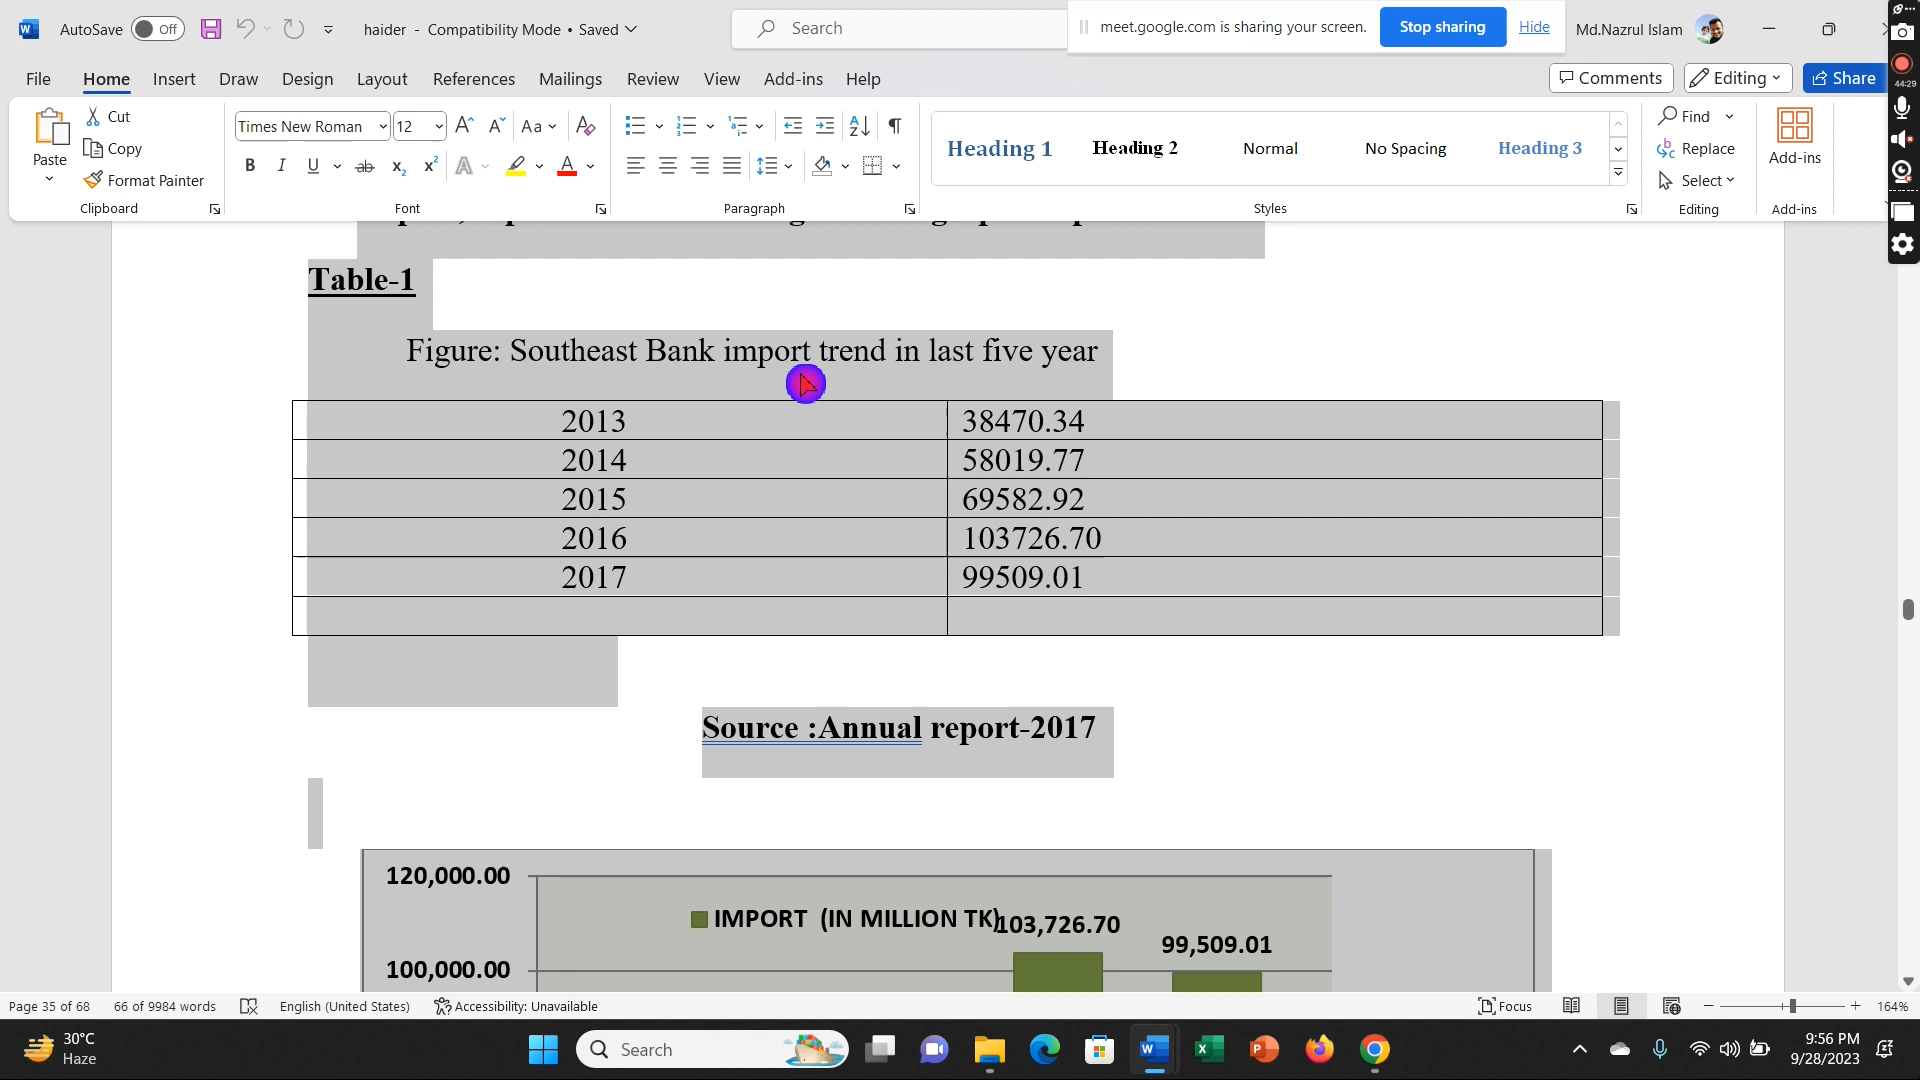 AutoSave Off haider - Compatibility Mode • Saved Search meet.google.com is sharing your screen. Stop sharing Hide Md.Nazrul Islam
File Home Insert Draw Design Layout References Mailings Review View Add-ins Help Comments Editing Share
44:29
Paste Cut Copy Format Painter
Times New Roman 12 Aa
Heading 1 Heading 2 Normal No Spacing Heading 3
Find Replace Select Add-ins
Clipboard Font Paragraph Styles Editing Add-ins
Table-1
Figure: Southeast Bank import trend in last five year
2013 38470.34
2014 58019.77
2015 69582.92
2016 103726.70
2017 99509.01
Source :Annual report-2017
120,000.00
IMPORT (IN MILLION TK)
103,726.70
99,509.01
100,000.00
Page 35 of 68 66 of 9984 words English (United States) Accessibility: Unavailable Focus 164%
30°C
Haze
Search
9:56 PM
9/28/2023